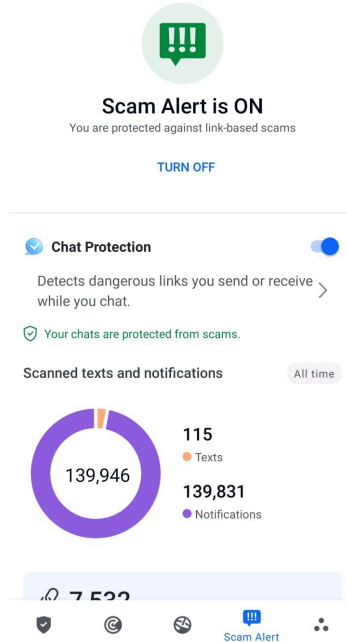 Scam Alert is ON
You are protected against link-based scams
TURN OFF
Chat Protection
Detects dangerous links you send or receive
while you chat.
Your chats are protected from scams.
Scanned texts and notifications
All time
139,946
115
Texts
139,831
Notifications
7,532
Scam Alert